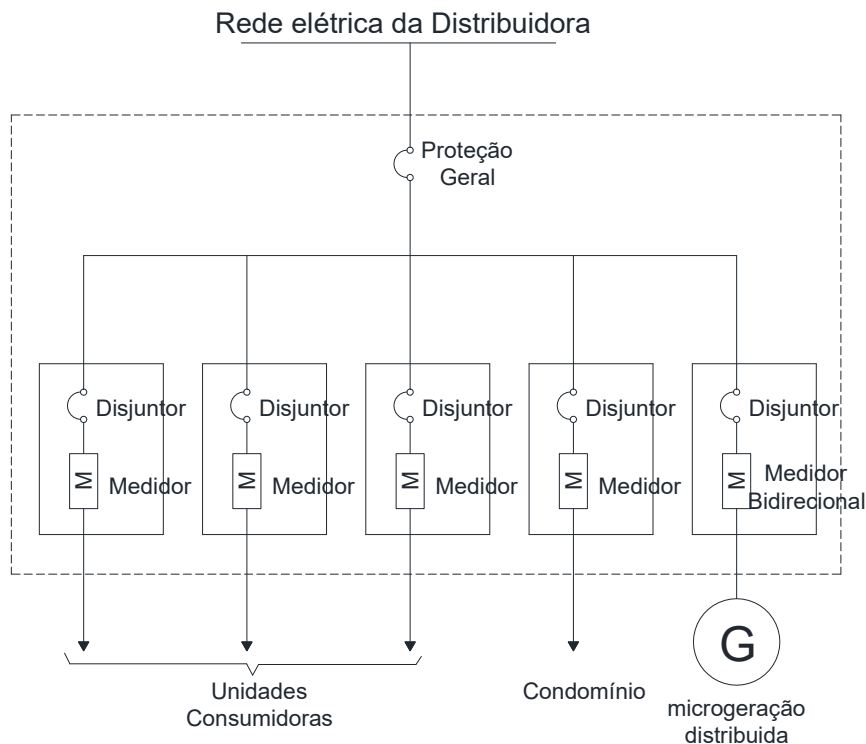 Rede elétrica da Distribuidora
Proteção
Geral
Disjuntor
Disjuntor
Disjuntor
Disjuntor
Disjuntor
M
Medidor
M
Medidor
M
Medidor
M
Medidor
M
Medidor
Bidirecional
Unidades
Consumidoras
Condomínio
G
microgeração
distribuida